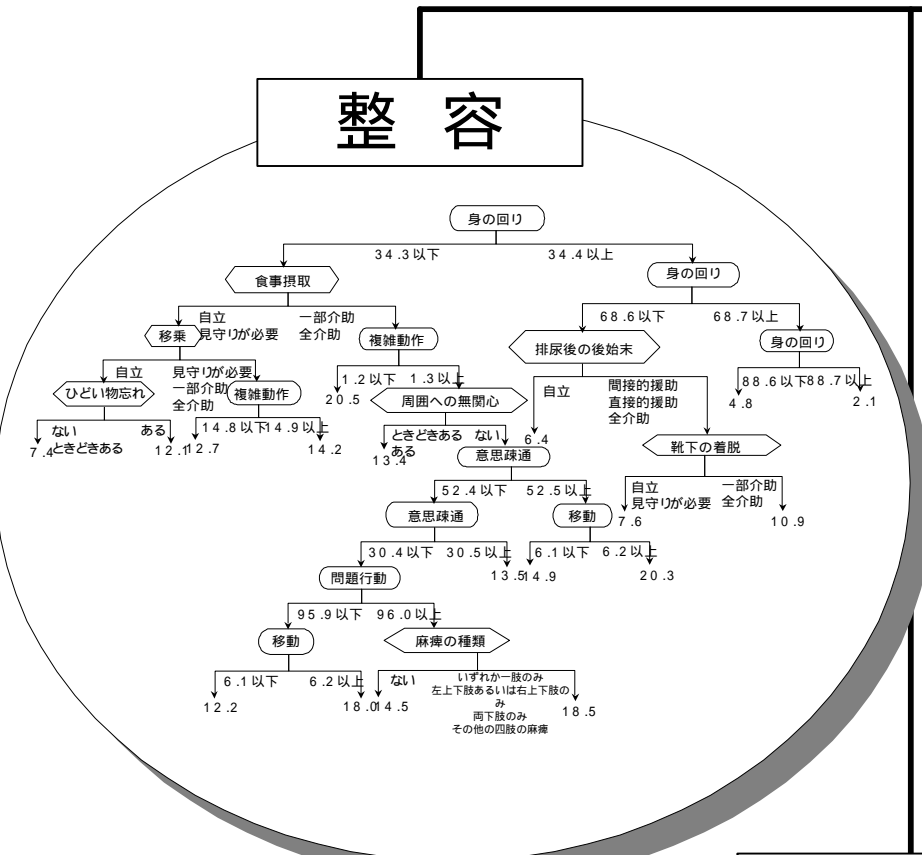 整 容
身の回り
34.3以下 34.4以上
食事摂取
身の回り
自立
見守りが必要
一部介助
全介助
68.6以下 68.7以上
移乗
複雑動作
排尿後の後始末
身の回り
自立
見守りが必要
一部介助
全介助
1.2以下 1.3以上
自立
間接的援助
直接的援助
全介助
88.6以下 88.7以上
ひどい物忘れ
複雑動作
20.5
周囲への無関心
6.4
4.8
2.1
ない
ときどきある
ある
14.8以下 14.9以上
ときどきある
ある
ない
靴下の着脱
7.4
12.1
12.7
14.2
13.4
意思疎通
自立
見守りが必要
一部介助
全介助
52.4以下 52.5以上
7.6
10.9
意思疎通
移動
30.4以下 30.5以上
6.1以下 6.2以上
問題行動
13.5
14.9
20.3
95.9以下 96.0以上
移動
麻痺の種類
6.1以下 6.2以上
ない
いずれか一肢のみ
左上下肢あるいは右上下肢の
み
両下肢のみ
その他の四肢の麻痺
12.2
18.0
14.5
18.5